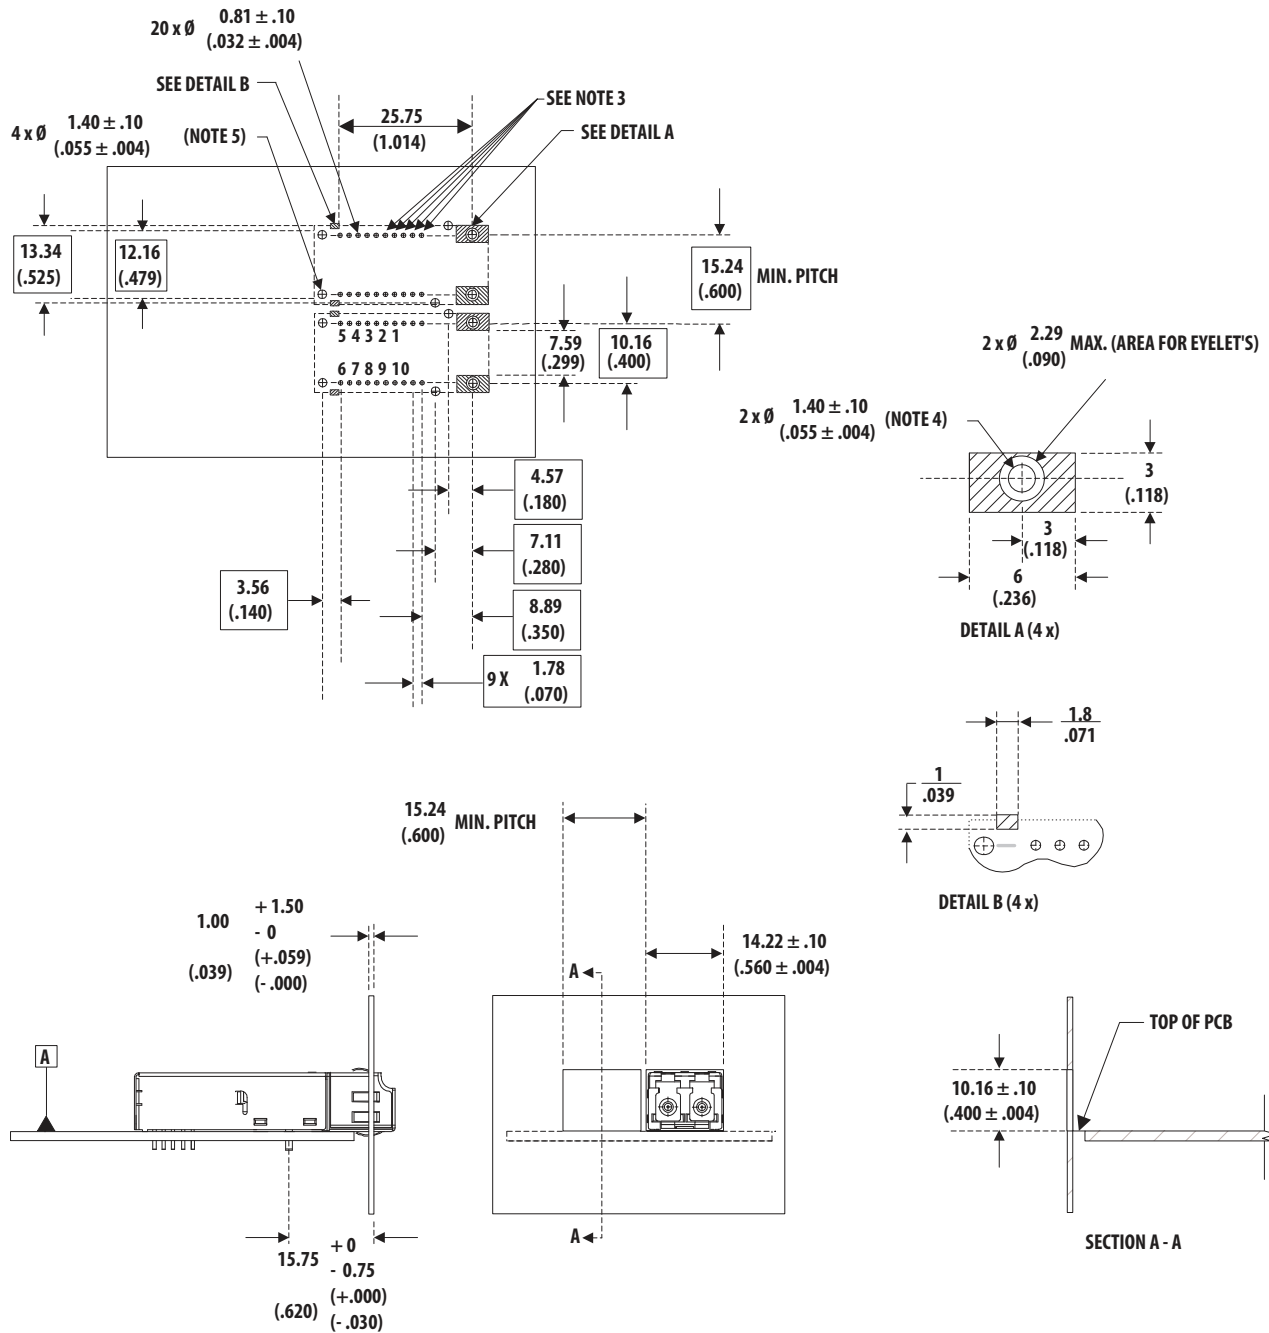 20 x Ø 0.81 ± .10
(.032 ± .004)
SEE DETAIL B
4 x Ø 1.40 ± .10
(.055 ± .004)
(NOTE 5)
25.75
(1.014)
SEE NOTE 3
SEE DETAIL A
13.34
(.525)
12.16
(.479)
15.24
(.600)
MIN. PITCH
5 4 3 2 1
6 7 8 9 10
7.59
(.299)
10.16
(.400)
2 x Ø 2.29 MAX. (AREA FOR EYELET'S)
(.090)
2 x Ø 1.40 ± .10 (NOTE 4)
(.055 ± .004)
3
(.118)
3
(.118)
6
(.236)
DETAIL A (4 x)
4.57
(.180)
7.11
(.280)
3.56
(.140)
8.89
(.350)
9 X 1.78
(.070)
1.8
.071
1
.039
DETAIL B (4 x)
15.24
(.600)
MIN. PITCH
1.00 + 1.50
- 0
(.039) (+.059)
(- .000)
14.22 ± .10
(.560 ± .004)
A
A
A
TOP OF PCB
10.16 ± .10
(.400 ± .004)
SECTION A - A
15.75 + 0
- 0.75
(.620) (+.000)
(- .030)